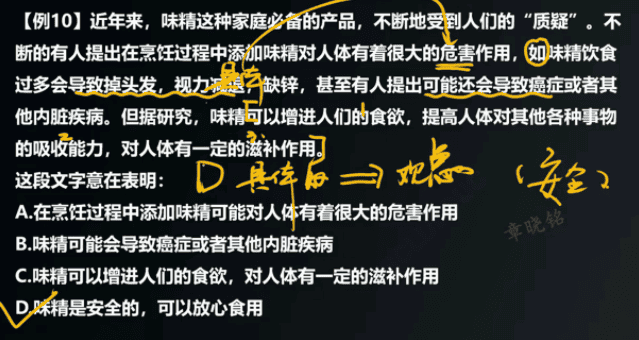 【例10】近年来，味精这种家庭必备的产品，不断地受到人们的“质疑”。不
断的有人提出在烹饪过程中添加味精对人体有着很大的危害作用，如味精饮食
过多会导致掉头发，视力减退，缺锌，甚至有人提出可能还会导致癌症或者其
他内脏疾病。但据研究，味精可以增进人们的食欲，提高人体对其他各种事物
的吸收能力，对人体有一定的滋补作用。
这段文字意在表明： D 具体后 => 观点 （安全）
A.在烹饪过程中添加味精可能对人体有着很大的危害作用
章晓铭
B.味精可能会导致癌症或者其他内脏疾病
C.味精可以增进人们的食欲，对人体有一定的滋补作用
D.味精是安全的，可以放心食用